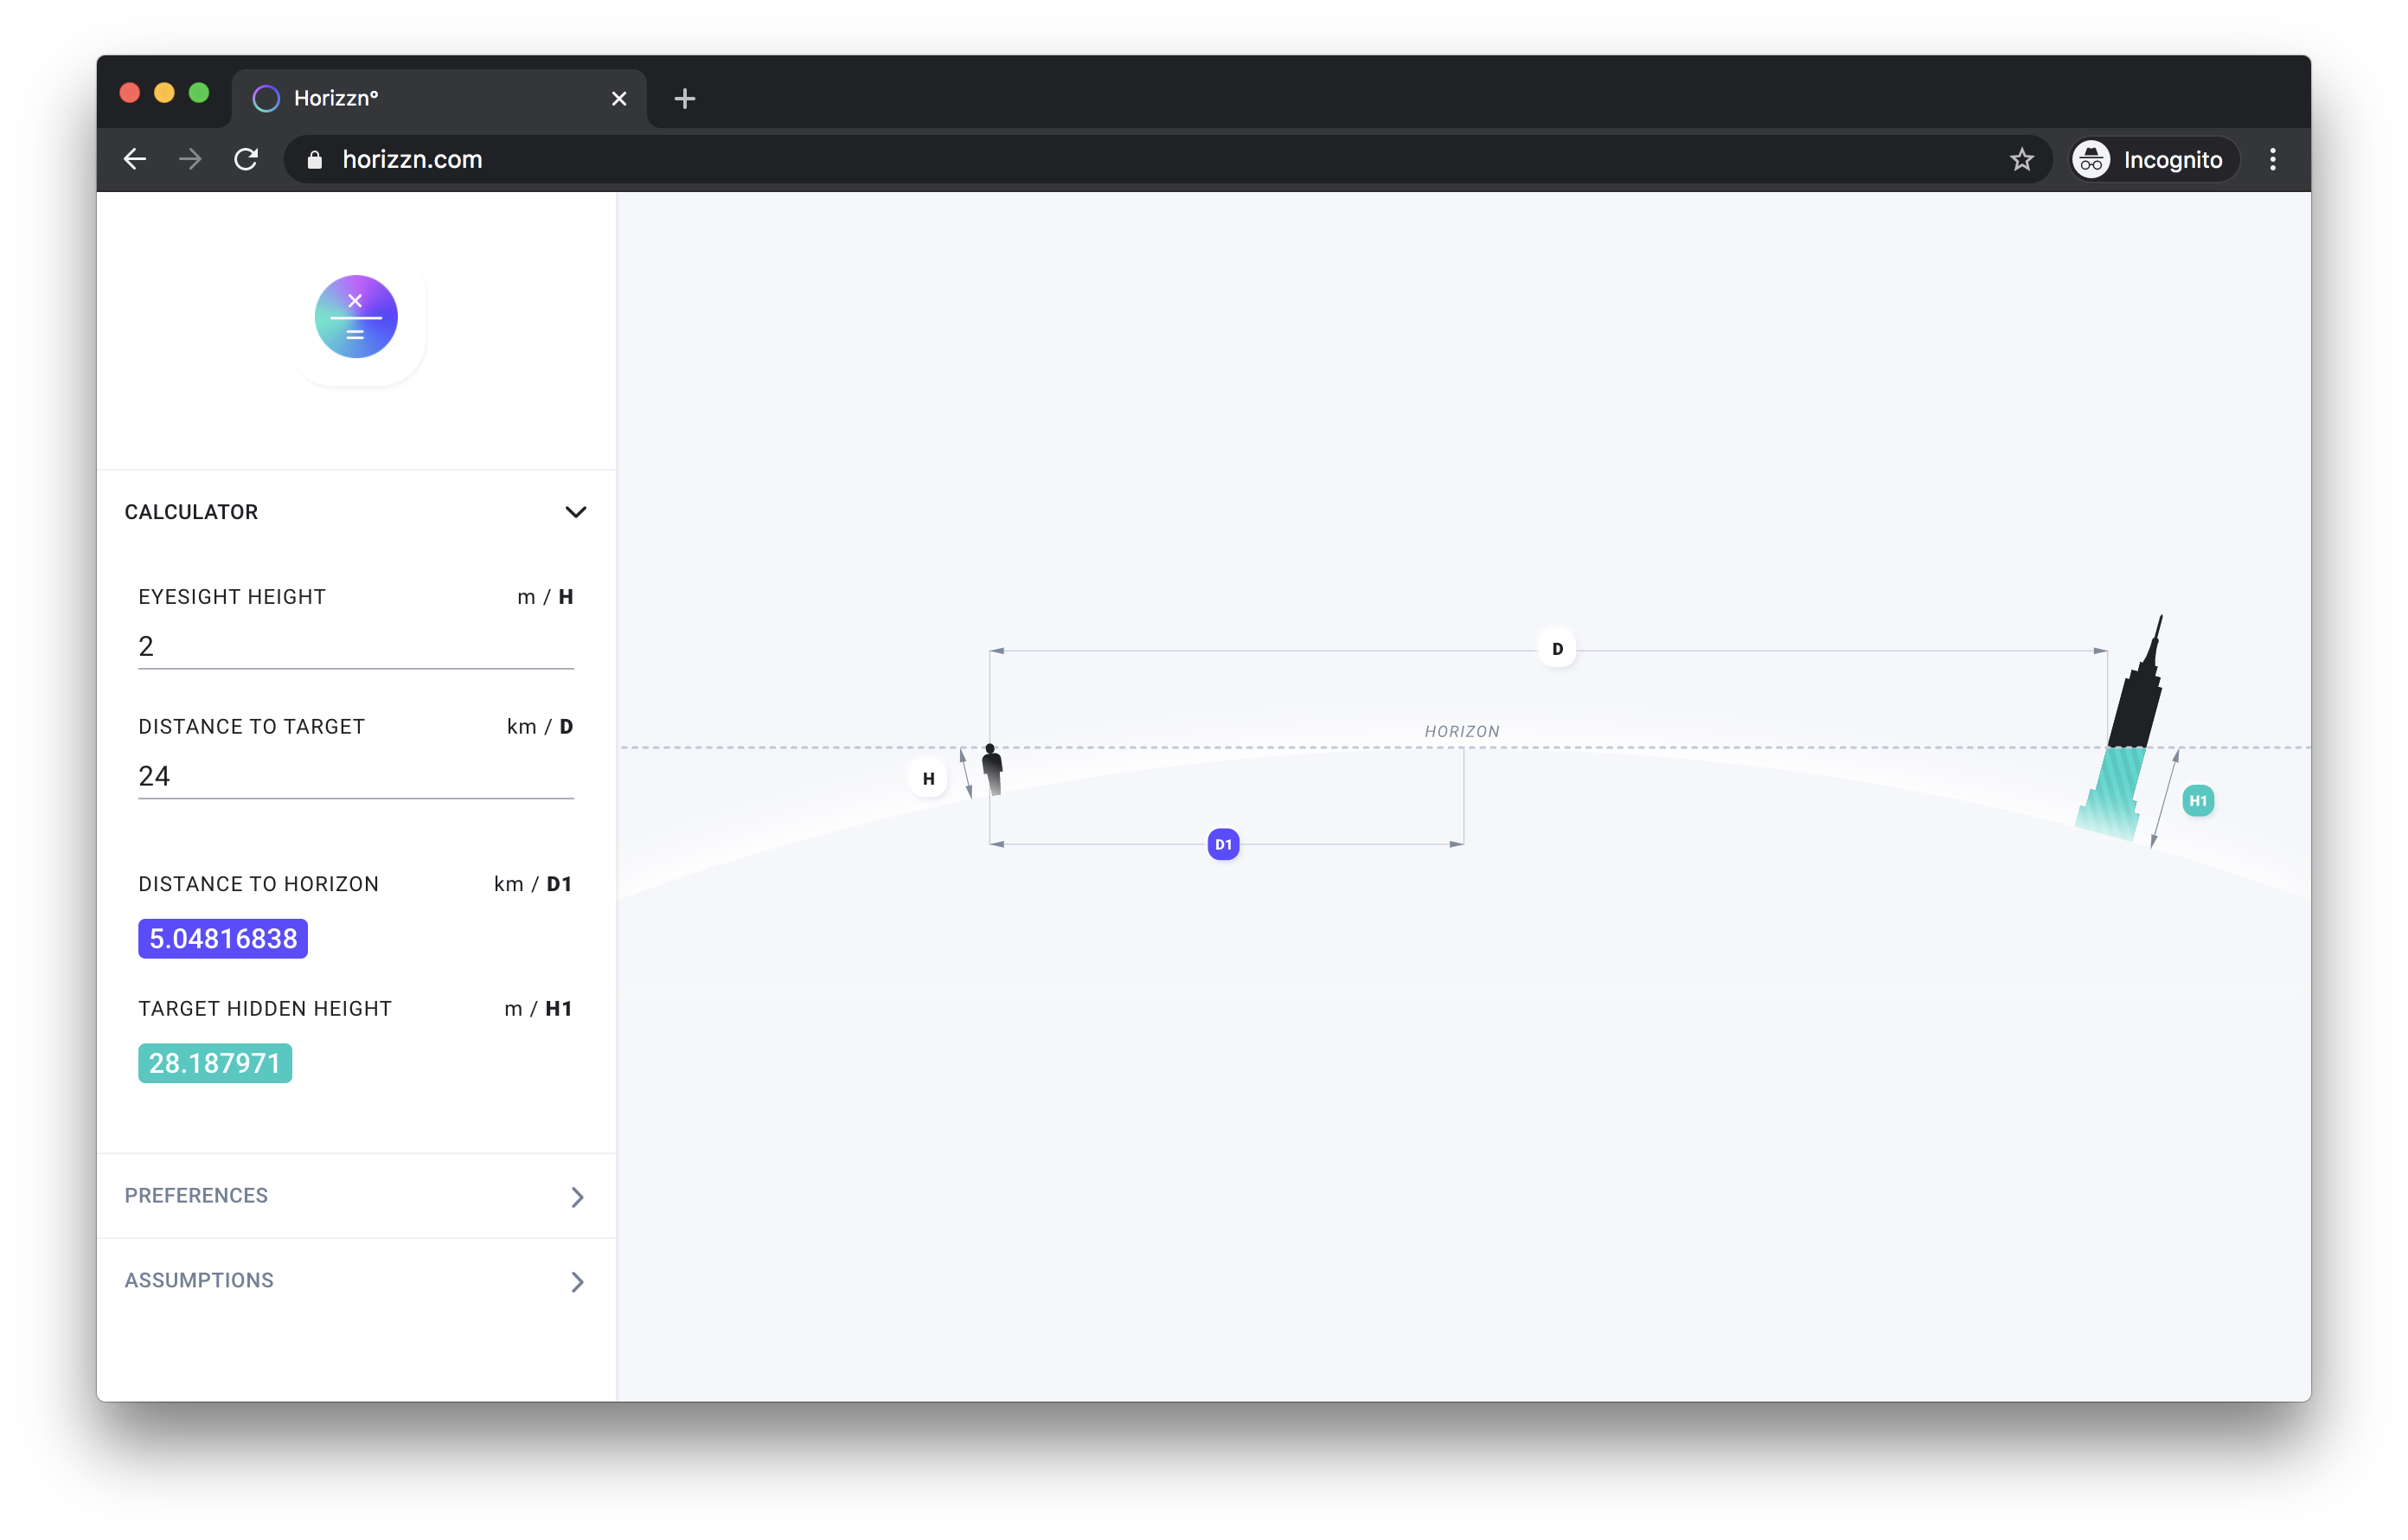 Horizzn°
horizzn.com
Incognito
CALCULATOR
EYESIGHT HEIGHT m / H
2
DISTANCE TO TARGET km / D
24
DISTANCE TO HORIZON km / D1
5.04816838
TARGET HIDDEN HEIGHT m / H1
28.187971
PREFERENCES
ASSUMPTIONS
D
HORIZON
H
H1
D1